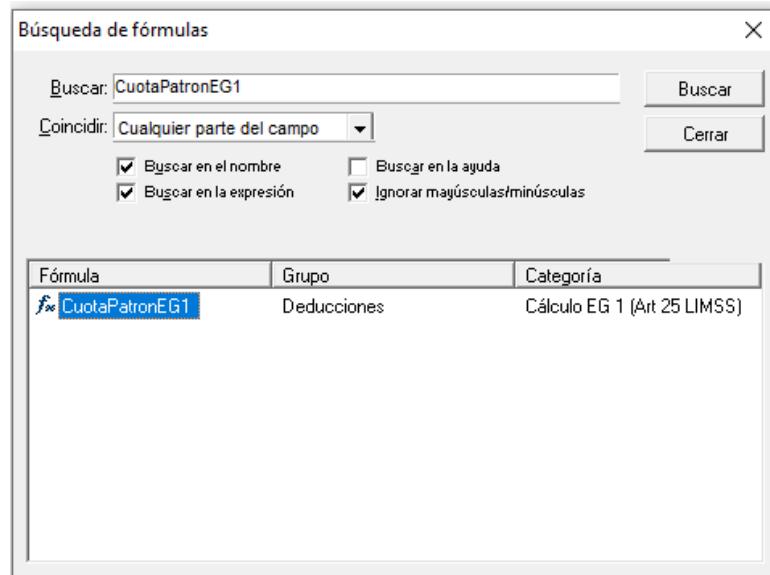 Búsqueda de fórmulas
Buscar: CuotaPatronEG1 Buscar
Coincidir: Cualquier parte del campo Cerrar
Buscar en el nombre Buscar en la ayuda
Buscar en la expresión Ignorar mayúsculas/minúsculas
Fórmula Grupo Categoría
CuotaPatronEG1 Deducciones Cálculo EG 1 (Art 25 LIMSS)